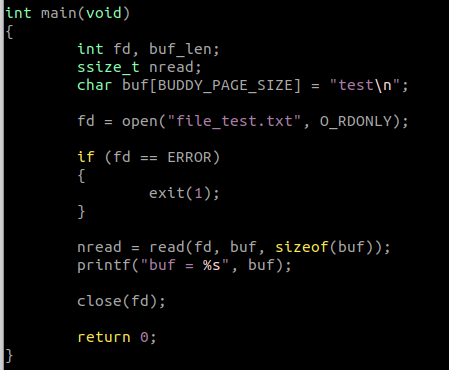 int main(void)
{
        int fd, buf_len;
        ssize_t nread;
        char buf[BUDDY_PAGE_SIZE] = "test\n";
        fd = open("file_test.txt", O_RDONLY);
        if (fd == ERROR)
        {
                exit(1);
        }
        nread = read(fd, buf, sizeof(buf));
        printf("buf = %s", buf);
        close(fd);
        return 0;
}